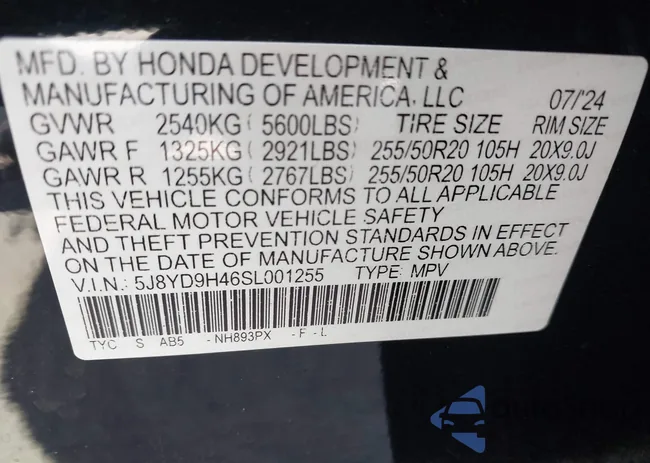 MFD. BY HONDA DEVELOPMENT &
MANUFACTURING OF AMERICA, LLC 07/'24
GVWR 2540KG (5600LBS) TIRE SIZE RIM SIZE
GAWR F 1325KG (2921LBS) 255/50R20 105H 20X9.0J
GAWR R 1255KG (2767LBS) 255/50R20 105H 20X9.0J
THIS VEHICLE CONFORMS TO ALL APPLICABLE
FEDERAL MOTOR VEHICLE SAFETY
AND THEFT PREVENTION STANDARDS IN EFFECT
ON THE DATE OF MANUFACTURE SHOWN ABOVE.
V.I.N.: 5J8YD9H46SL001255 TYPE: MPV
TYC S AB5 -NH893PX -F-L